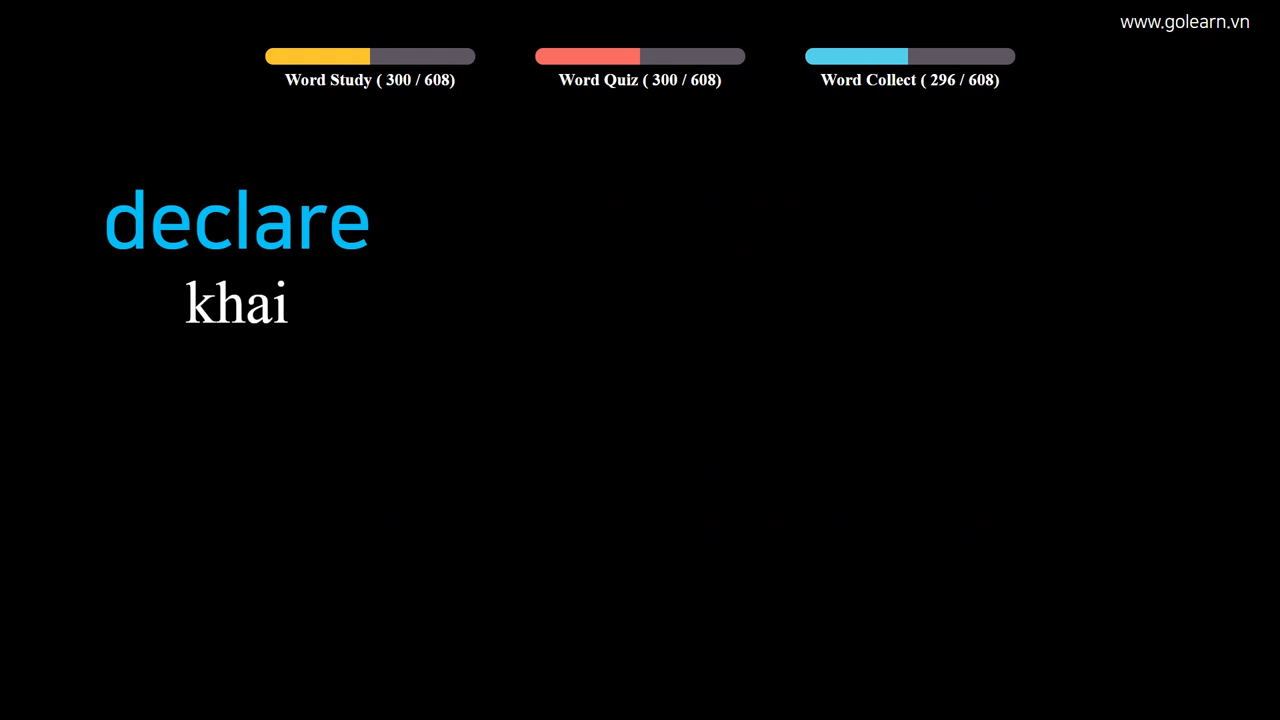 www.golearn.vn
Word Study ( 300 / 608)
Word Quiz ( 300 / 608)
Word Collect ( 296 / 608)
declare
khai